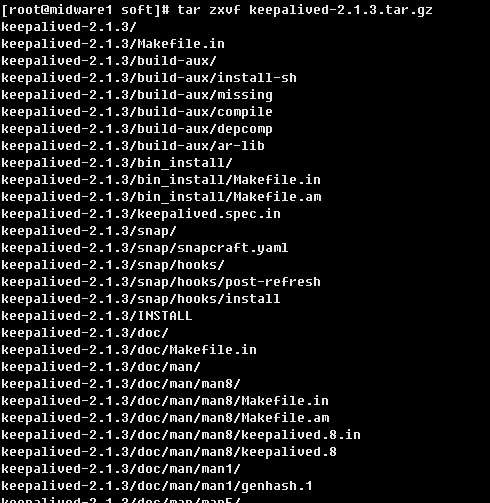 [root@midware1 soft]# tar zxvf keepalived-2.1.3.tar.gz
keepalived-2.1.3/
keepalived-2.1.3/Makefile.in
keepalived-2.1.3/build-aux/
keepalived-2.1.3/build-aux/install-sh
keepalived-2.1.3/build-aux/missing
keepalived-2.1.3/build-aux/compile
keepalived-2.1.3/build-aux/depcomp
keepalived-2.1.3/build-aux/ar-lib
keepalived-2.1.3/bin_install/
keepalived-2.1.3/bin_install/Makefile.in
keepalived-2.1.3/bin_install/Makefile.am
keepalived-2.1.3/keepalived.spec.in
keepalived-2.1.3/snap/
keepalived-2.1.3/snap/snapcraft.yaml
keepalived-2.1.3/snap/hooks/
keepalived-2.1.3/snap/hooks/post-refresh
keepalived-2.1.3/snap/hooks/install
keepalived-2.1.3/INSTALL
keepalived-2.1.3/doc/
keepalived-2.1.3/doc/Makefile.in
keepalived-2.1.3/doc/man/
keepalived-2.1.3/doc/man/man8/
keepalived-2.1.3/doc/man/man8/Makefile.in
keepalived-2.1.3/doc/man/man8/Makefile.am
keepalived-2.1.3/doc/man/man8/keepalived.8.in
keepalived-2.1.3/doc/man/man8/keepalived.8
keepalived-2.1.3/doc/man/man1/
keepalived-2.1.3/doc/man/man1/genhash.1
keepalived-2.1.3/doc/man/man5/